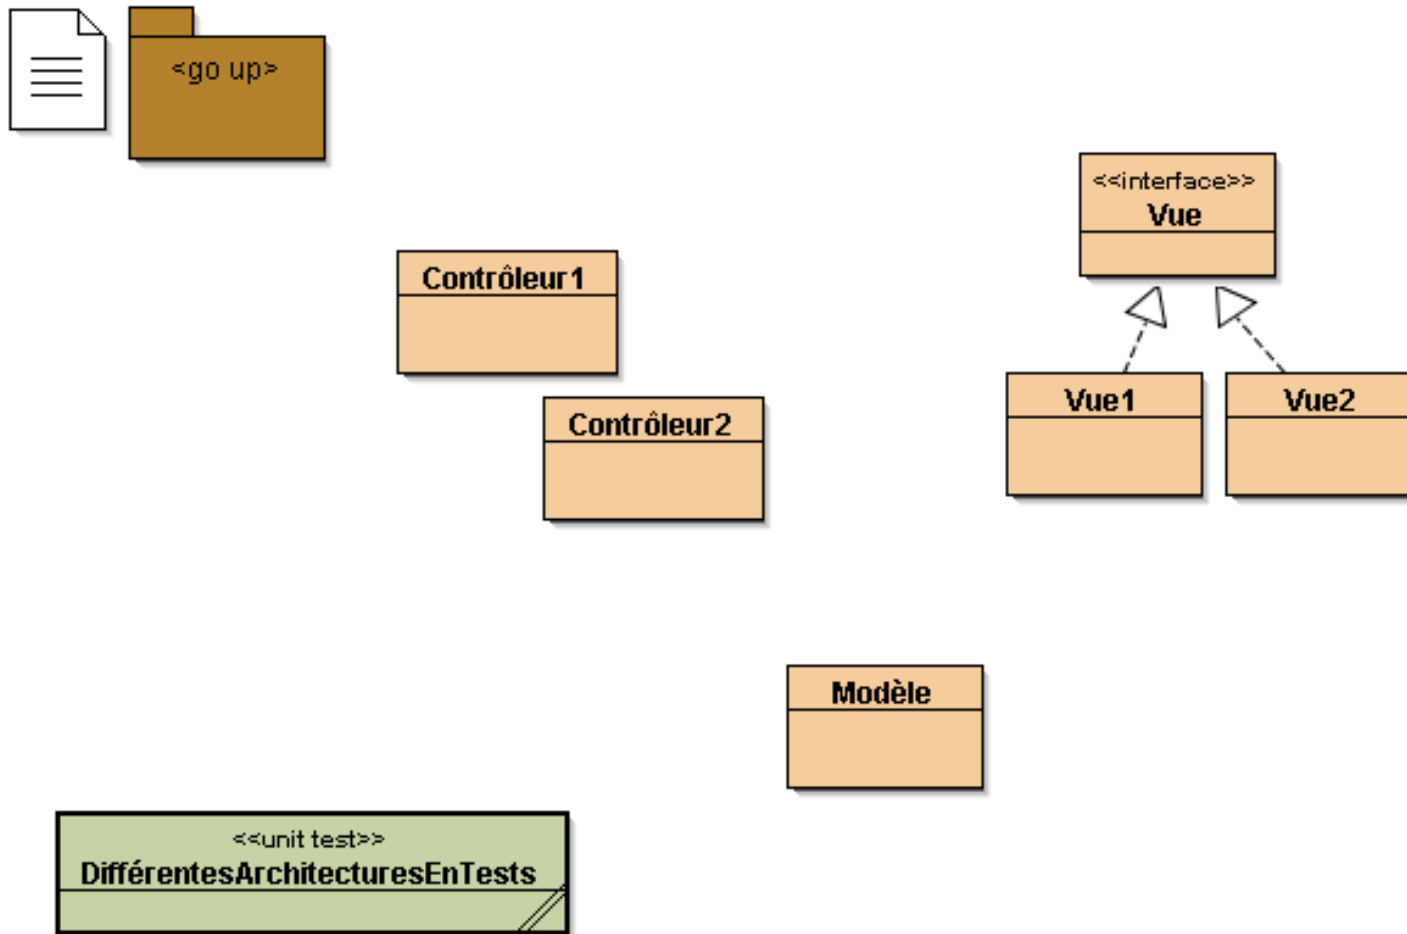 <go up>
<<interface>>
Vue
Contrôleur1
Vue1
Vue2
Contrôleur2
Modèle
<<unit test>>
DifférentesArchitecturesEnTests